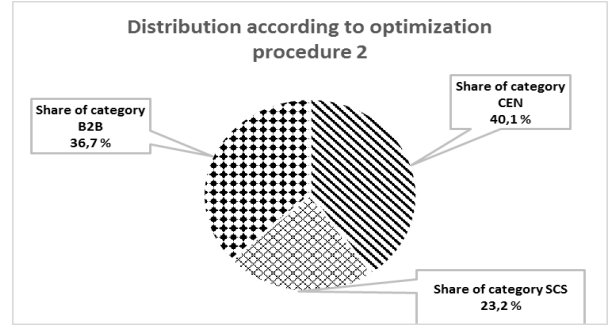 Distribution according to optimization
procedure 2
Share of category
CEN
40,1 %
Share of category
B2B
36,7 %
Share of category SCS
23,2 %